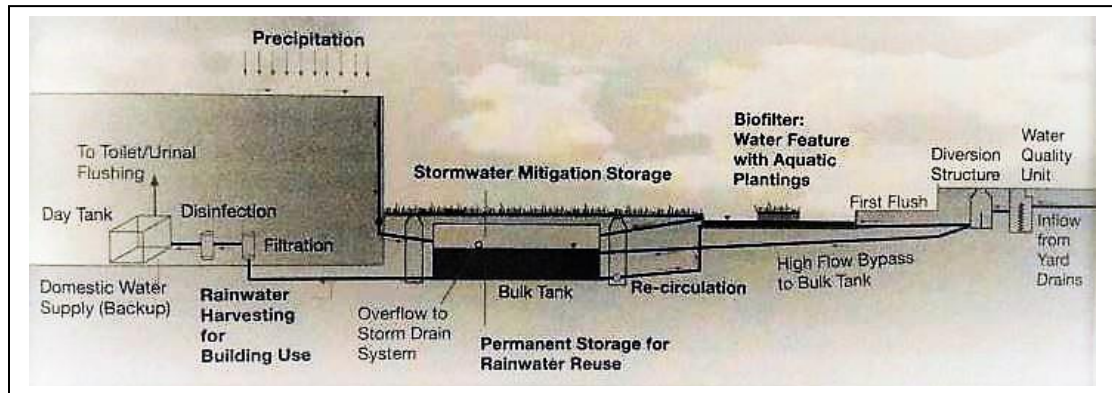 Precipitation
To Toilet/Urinal
Flushing
Day Tank
Disinfection
Filtration
Domestic Water
Supply (Backup)
Rainwater
Harvesting
for
Building Use
Stormwater Mitigation Storage
Overflow to
Storm Drain
System
Bulk Tank
Permanent Storage for
Rainwater Reuse
Re-circulation
Biofilter:
Water Feature
with Aquatic
Plantings
First Flush
High Flow Bypass
to Bulk Tank
Diversion
Structure
Water
Quality
Unit
Inflow
from
Yard
Drains